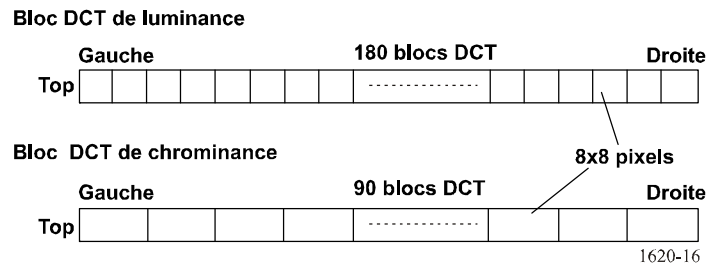 Bloc DCT de luminance
Gauche 180 blocs DCT Droite
Top
Bloc DCT de chrominance
8x8 pixels
Gauche 90 blocs DCT Droite
Top
1620-16